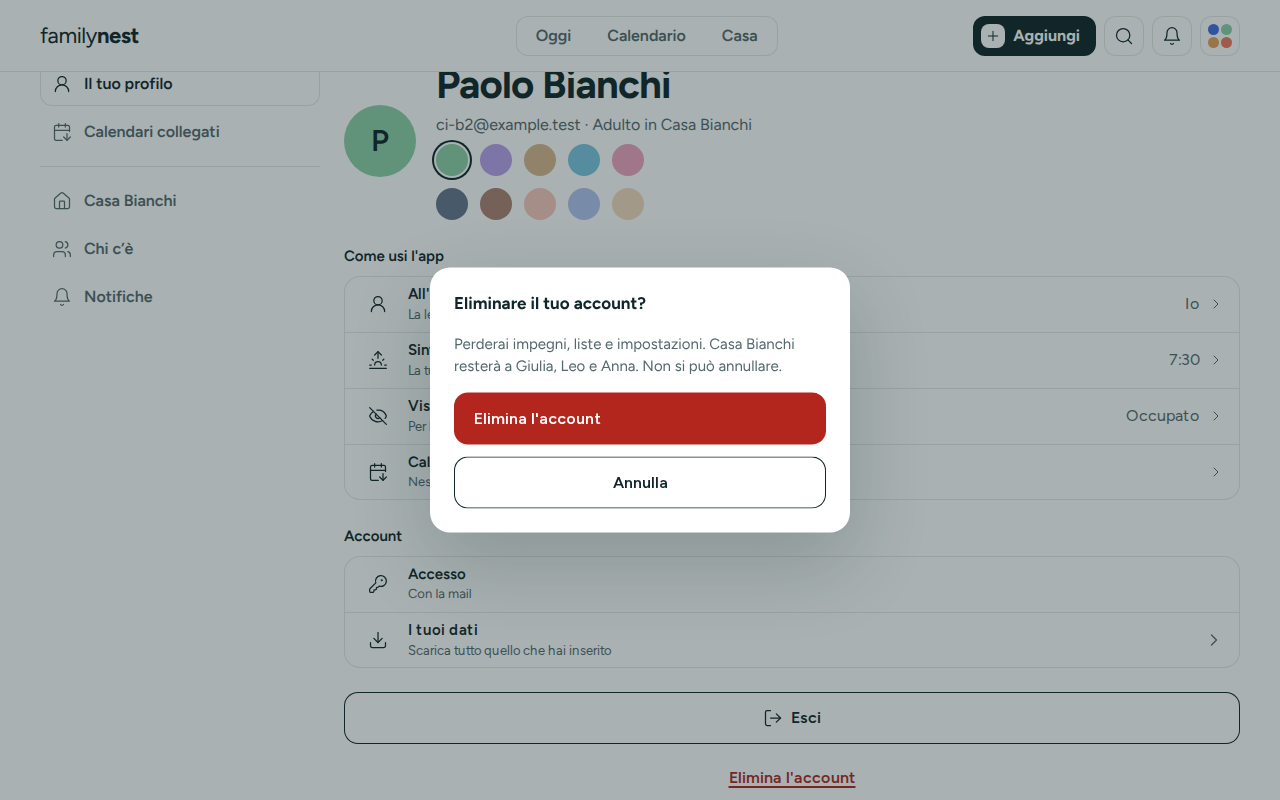 familynest
Oggi
Calendario
Casa
Aggiungi
Il tuo profilo
Calendari collegati
Casa Bianchi
Chi c'è
Notifiche
P
Paolo Bianchi
ci-b2@example.test · Adulto in Casa Bianchi
Come usi l'app
Io
7:30
Occupato
Eliminare il tuo account?
Perderai impegni, liste e impostazioni. Casa Bianchi
resterà a Giulia, Leo e Anna. Non si può annullare.
Elimina l'account
Annulla
Account
Accesso
Con la mail
I tuoi dati
Scarica tutto quello che hai inserito
Esci
Elimina l'account